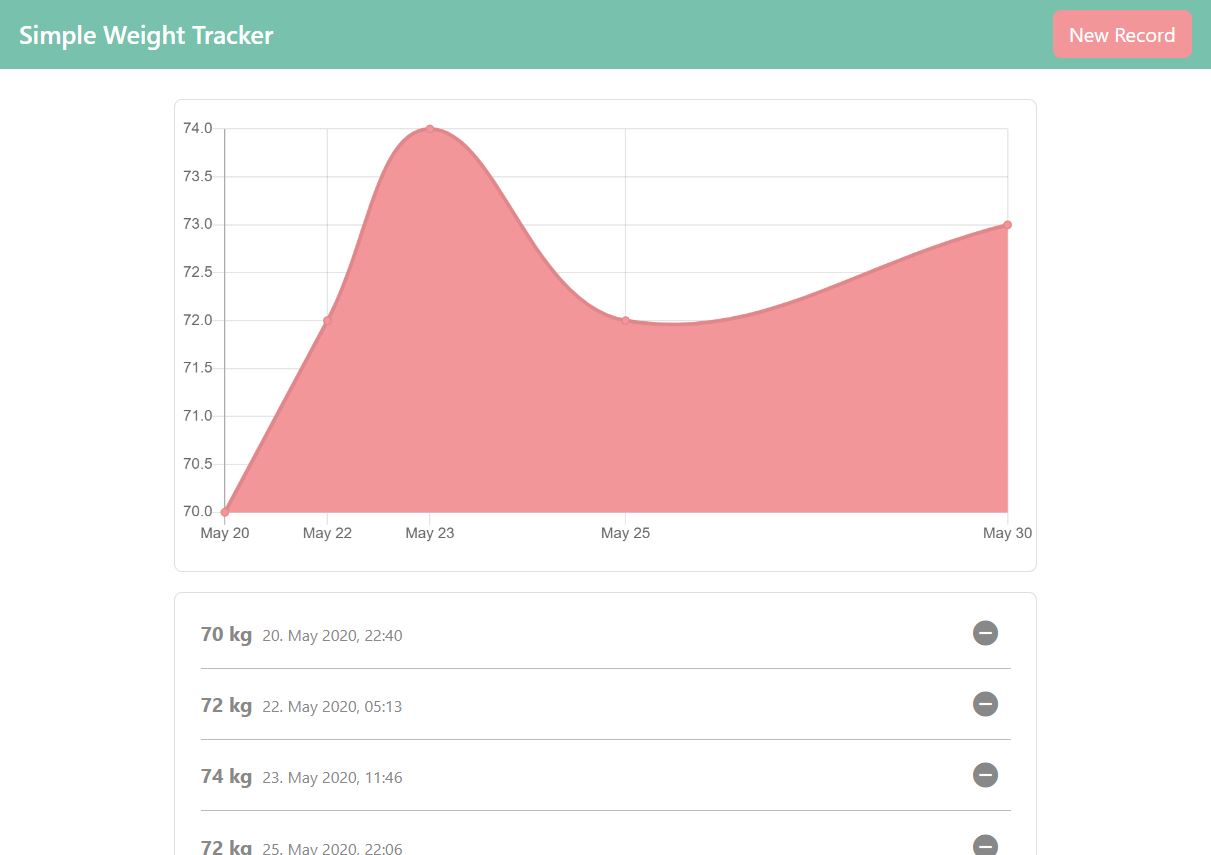 Simple Weight Tracker
New Record
74.0
73.5
73.0
72.5
72.0
71.5
71.0
70.5
70.0
May 20 May 22 May 23 May 25 May 30
70 kg 20. May 2020, 22:40
72 kg 22. May 2020, 05:13
74 kg 23. May 2020, 11:46
72 kg 25. May 2020, 22:06